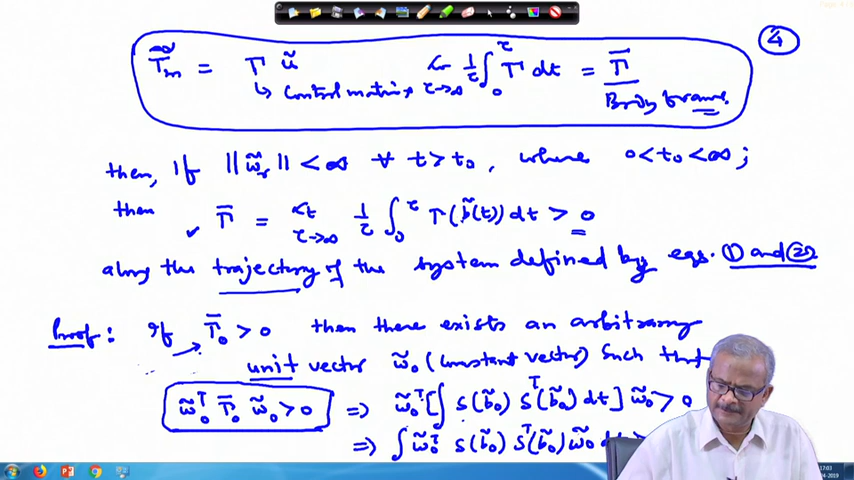 ④
T̃m = Γ ũ   Lt τ→∞ 1/τ ∫₀^τ Γ dt = Γ̄
↳ Control matrix   Body frame
then, If ||ω̃r|| < ∞ ∀ t > t₀, where 0 < t₀ < ∞;
then Γ̄ = Lt τ→∞ 1/τ ∫₀^τ Γ(b̃(t)) dt > 0
along the trajectory of the system defined by eqs. ① and ②
Proof: If Γ̄₀ > 0 then there exists an arbitrary
unit vector ω̃₀ (constant vector) such that
ω̃₀ᵀ Γ̄₀ ω̃₀ > 0 ⇒ ω̃₀ᵀ [∫ S(b̃₀) Sᵀ(b̃₀) dt] ω̃₀ > 0
⇒ ∫ ω̃₀ᵀ S(b̃₀) Sᵀ(b̃₀) ω̃₀
17:03